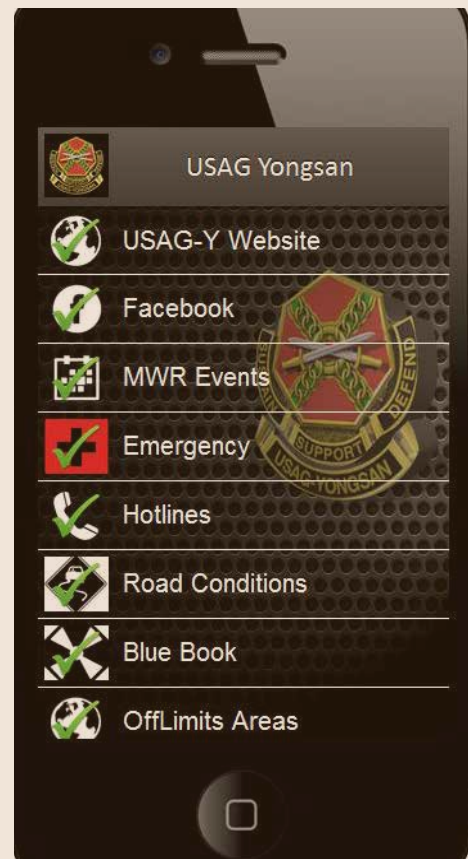 USAG Yongsan
USAG-Y Website
Facebook
MWR Events
Emergency
Hotlines
Road Conditions
Blue Book
OffLimits Areas
SUPPORT
DEFEND
USAG-YONGSAN